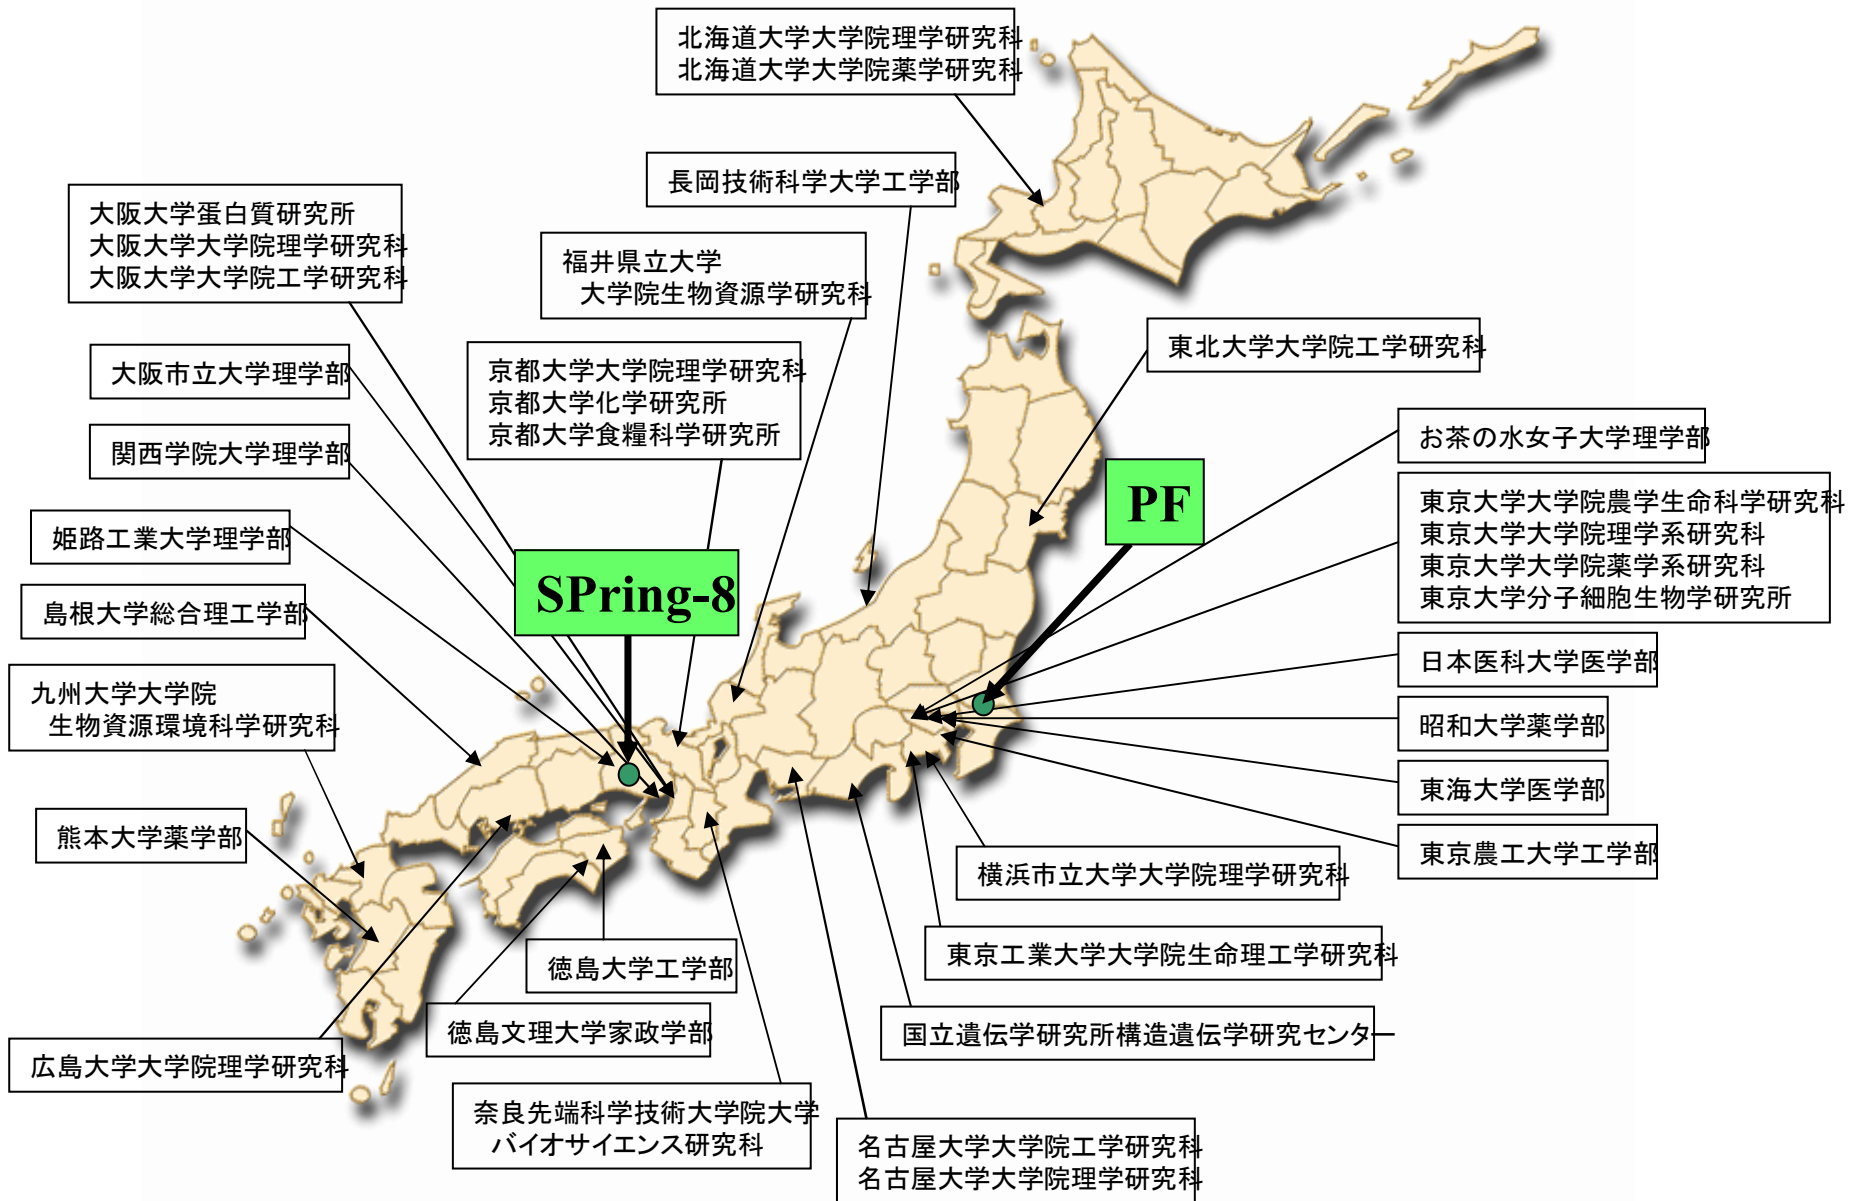 北海道大学大学院理学研究科
北海道大学大学院薬学研究科
長岡技術科学大学工学部
大阪大学蛋白質研究所
大阪大学大学院理学研究科
大阪大学大学院工学研究科
福井県立大学
大学院生物資源学研究科
東北大学大学院工学研究科
大阪市立大学理学部
京都大学大学院理学研究科
京都大学化学研究所
京都大学食糧科学研究所
お茶の水女子大学理学部
関西学院大学理学部
PF
東京大学大学院農学生命科学研究科
東京大学大学院理学系研究科
東京大学大学院薬学系研究科
東京大学分子細胞生物学研究所
姫路工業大学理学部
SPring-8
島根大学総合理工学部
日本医科大学医学部
九州大学大学院
生物資源環境科学研究科
昭和大学薬学部
東海大学医学部
熊本大学薬学部
東京農工大学工学部
横浜市立大学大学院理学研究科
東京工業大学大学院生命理工学研究科
徳島大学工学部
国立遺伝学研究所構造遺伝学研究センター
徳島文理大学家政学部
広島大学大学院理学研究科
奈良先端科学技術大学院大学
バイオサイエンス研究科
名古屋大学大学院工学研究科
名古屋大学大学院理学研究科